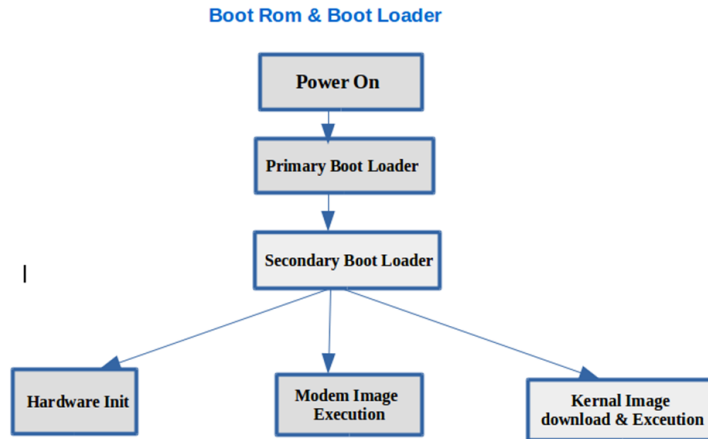 Boot Rom & Boot Loader
Power On
Primary Boot Loader
Secondary Boot Loader
Hardware Init
Modem Image
Execution
Kernal Image
download & Exceution